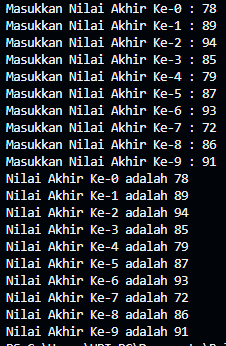 Masukkan Nilai Akhir Ke-0 : 78
Masukkan Nilai Akhir Ke-1 : 89
Masukkan Nilai Akhir Ke-2 : 94
Masukkan Nilai Akhir Ke-3 : 85
Masukkan Nilai Akhir Ke-4 : 79
Masukkan Nilai Akhir Ke-5 : 87
Masukkan Nilai Akhir Ke-6 : 93
Masukkan Nilai Akhir Ke-7 : 72
Masukkan Nilai Akhir Ke-8 : 86
Masukkan Nilai Akhir Ke-9 : 91
Nilai Akhir Ke-0 adalah 78
Nilai Akhir Ke-1 adalah 89
Nilai Akhir Ke-2 adalah 94
Nilai Akhir Ke-3 adalah 85
Nilai Akhir Ke-4 adalah 79
Nilai Akhir Ke-5 adalah 87
Nilai Akhir Ke-6 adalah 93
Nilai Akhir Ke-7 adalah 72
Nilai Akhir Ke-8 adalah 86
Nilai Akhir Ke-9 adalah 91